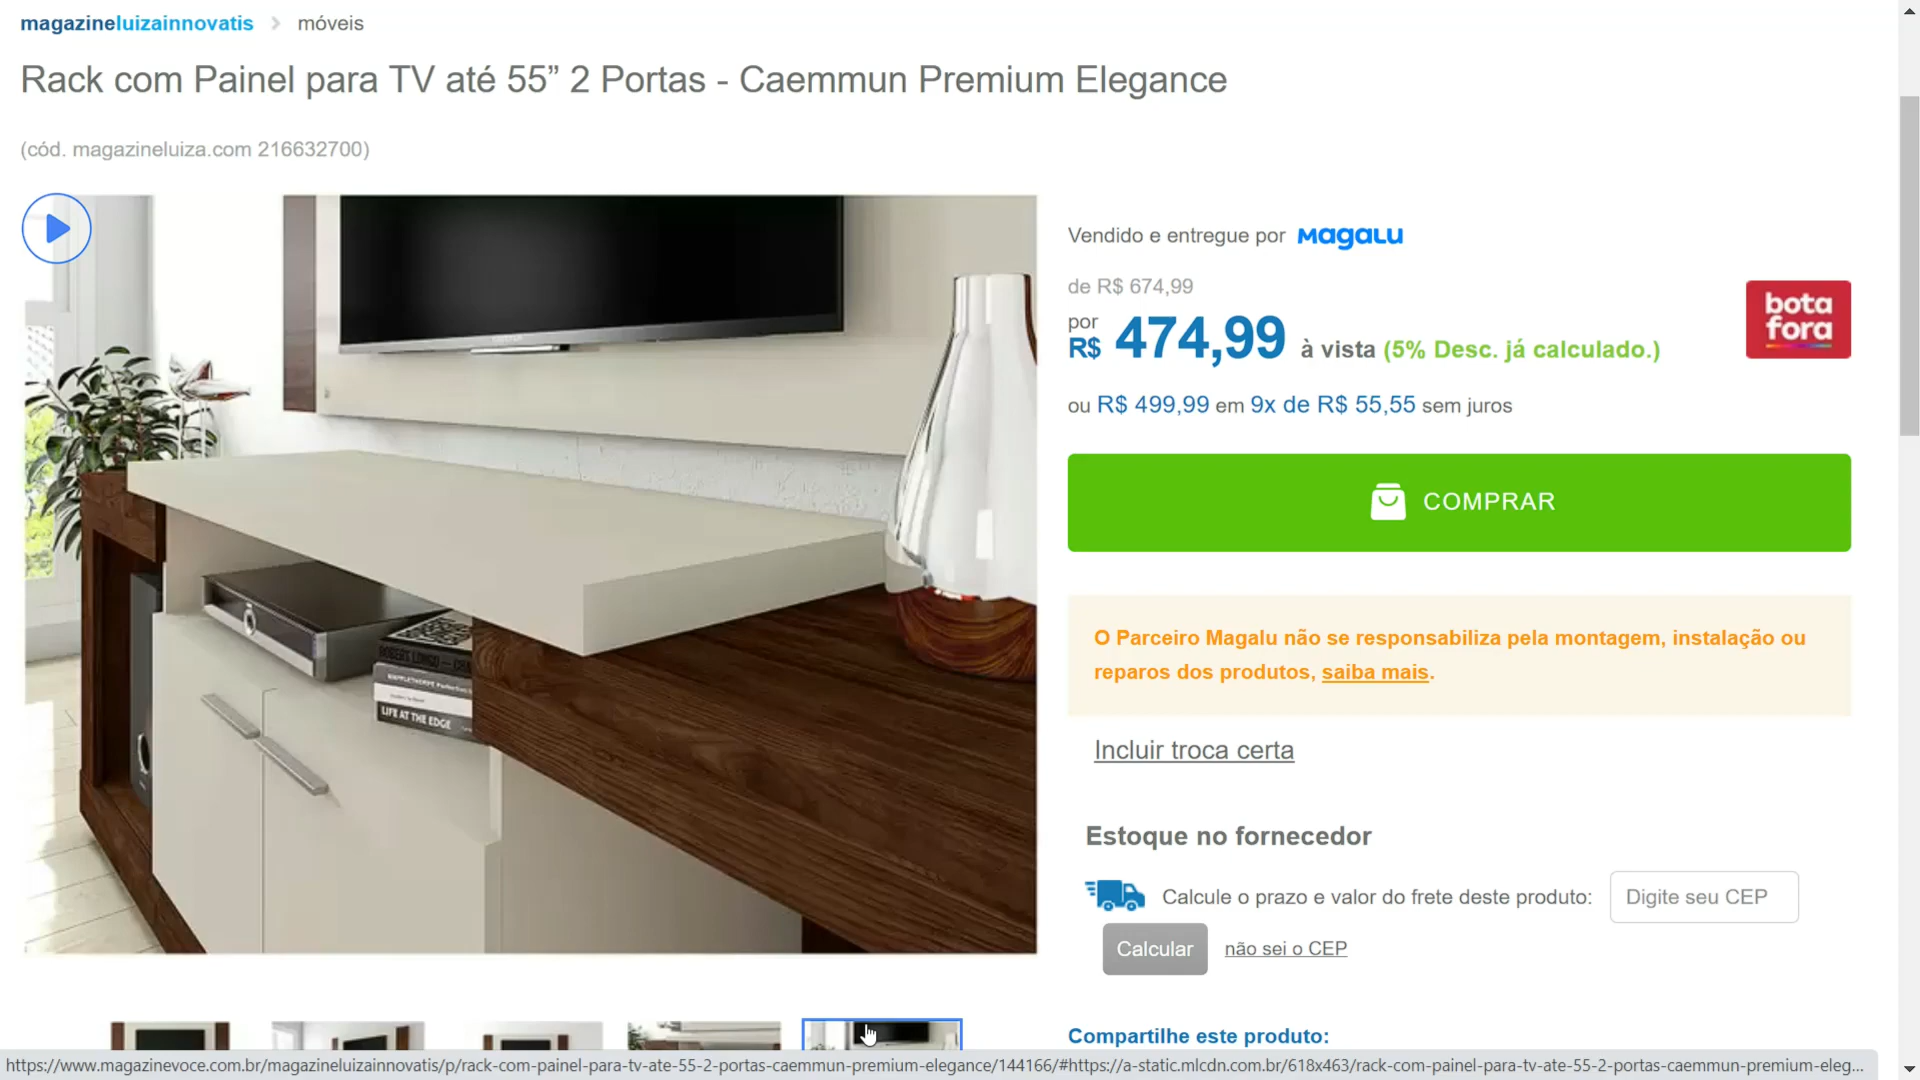 magazineluizainnovatis > móveis
Rack com Painel para TV até 55” 2 Portas - Caemmun Premium Elegance
(cód. magazineluiza.com 216632700)
Vendido e entregue por Magalu
de R$ 674,99
por
R$ 474,99 à vista (5% Desc. já calculado.)
bota
fora
ou R$ 499,99 em 9x de R$ 55,55 sem juros
COMPRAR
O Parceiro Magalu não se responsabiliza pela montagem, instalação ou
reparos dos produtos, saiba mais.
Incluir troca certa
Estoque no fornecedor
Calcule o prazo e valor do frete deste produto: Digite seu CEP
Calcular não sei o CEP
LIFE AT THE EDGE
Compartilhe este produto:
https://www.magazinevoce.com.br/magazineluizainnovatis/p/rack-com-painel-para-tv-ate-55-2-portas-caemmun-premium-elegance/144166/#https://a-static.mlcdn.com.br/618x463/rack-com-painel-para-tv-ate-55-2-portas-caemmun-premium-eleg...